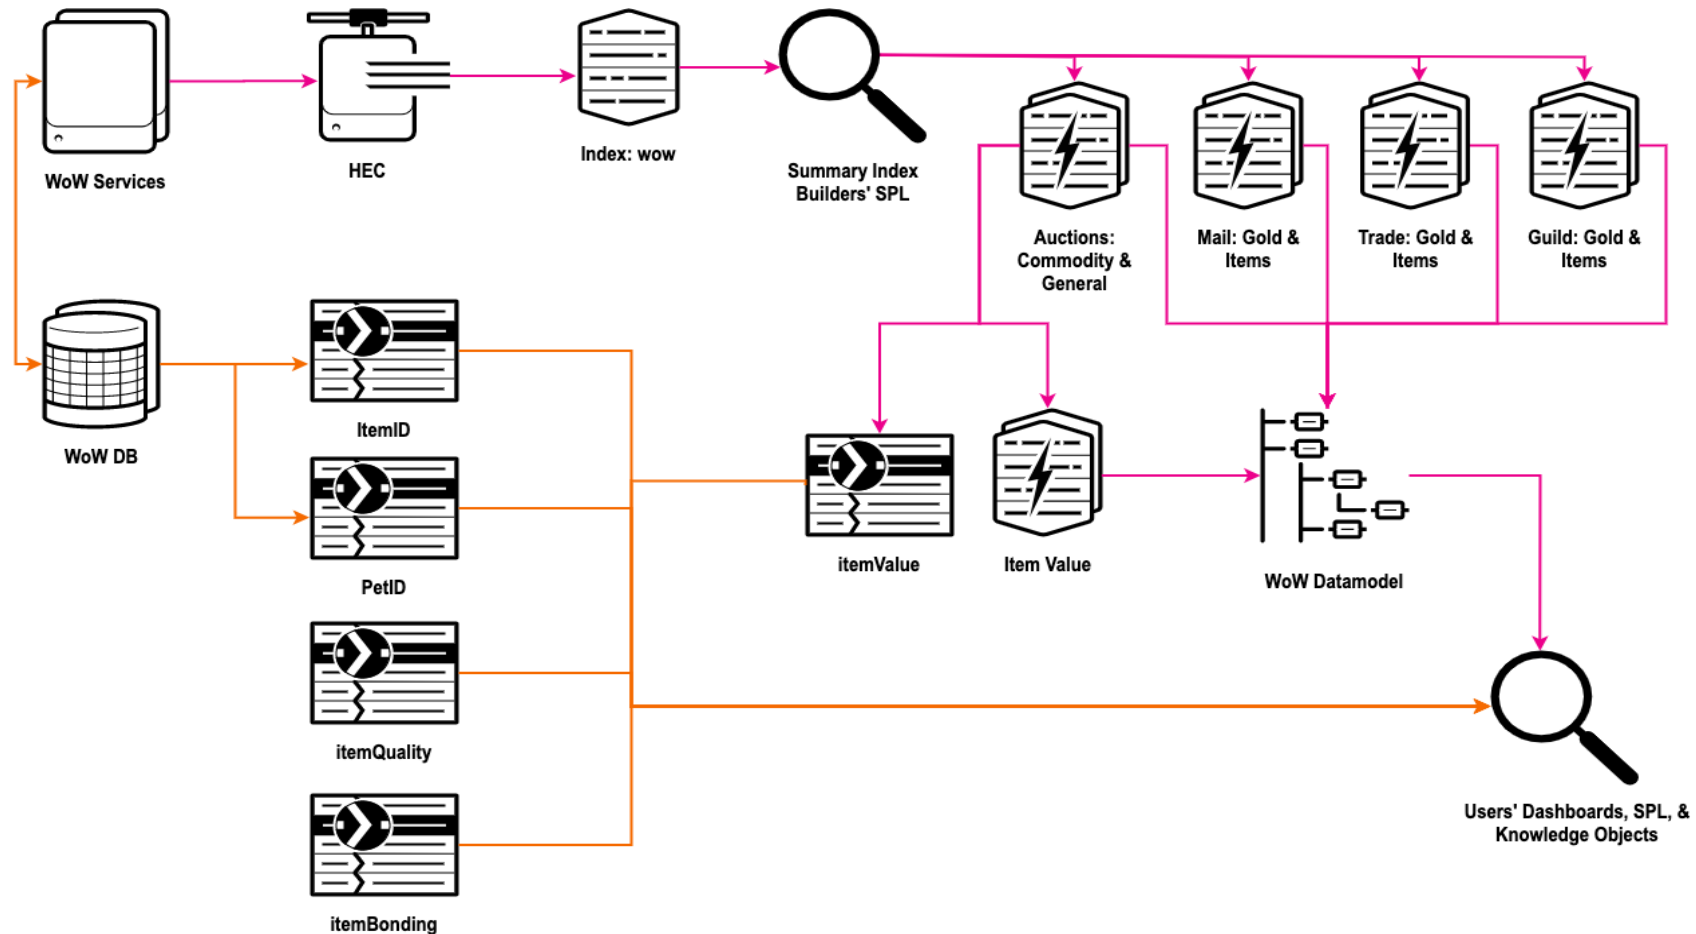 WoW Services
HEC
Index: wow
Summary Index
Builders' SPL
Auctions:
Commodity &
General
Mail: Gold &
Items
Trade: Gold &
Items
Guild: Gold &
Items
WoW DB
ItemID
PetID
itemQuality
itemBonding
itemValue
Item Value
WoW Datamodel
Users' Dashboards, SPL, &
Knowledge Objects